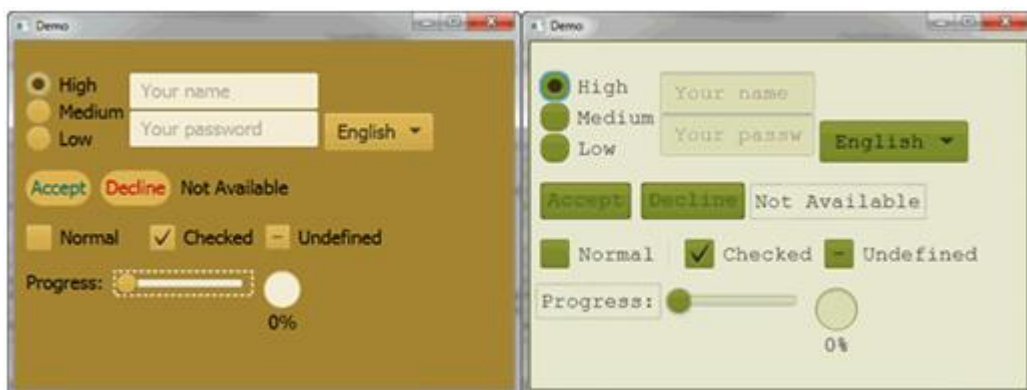 Demo
High
Your name
Medium
Your password
English
Low
Accept Decline Not Available
Normal Checked Undefined
Progress:
0%
Demo
High
Your name
Medium
Your passw
English
Low
Accept Decline Not Available
Normal Checked Undefined
Progress:
0%